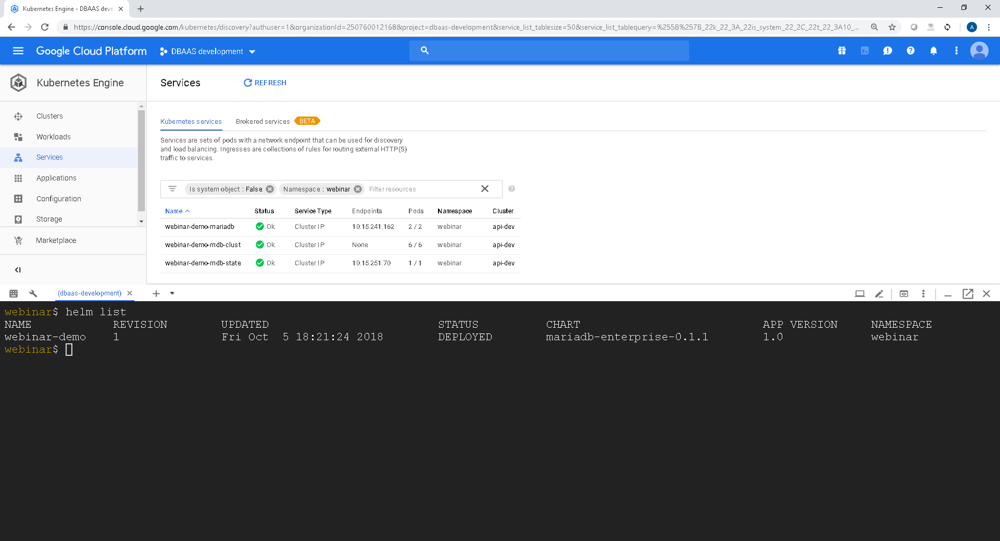 Kubernetes Engine - DBAAS deve
https://console.cloud.google.com/kubernetes/discovery?authuser=1&organizationId=250760012168&project=dbaas-development&service_list_tablesize=50&service_list_tablequery=%255B%257B_22k_22_3A_22is_system_22_2C_22t_22_3A10_...
A
Google Cloud Platform
DBAAS development
Kubernetes Engine
Services
REFRESH
Clusters
Workloads
Services
Applications
Configuration
Storage
Marketplace
Kubernetes services Brokered services BETA
Services are sets of pods with a network endpoint that can be used for discovery
and load balancing. Ingresses are collections of rules for routing external HTTP(S)
traffic to services.
Is system object : False Namespace : webinar Filter resources
Name Status Service Type Endpoints Pods Namespace Cluster
webinar-demo-mariadb Ok Cluster IP 10.15.241.162 2 / 2 webinar api-dev
webinar-demo-mdb-clust Ok Cluster IP None 6 / 6 webinar api-dev
webinar-demo-mdb-state Ok Cluster IP 10.15.251.70 1 / 1 webinar api-dev
(dbaas-development)
webinar$ helm list
NAME REVISION UPDATED STATUS CHART APP VERSION NAMESPACE
webinar-demo 1 Fri Oct 5 18:21:24 2018 DEPLOYED mariadb-enterprise-0.1.1 1.0 webinar
webinar$